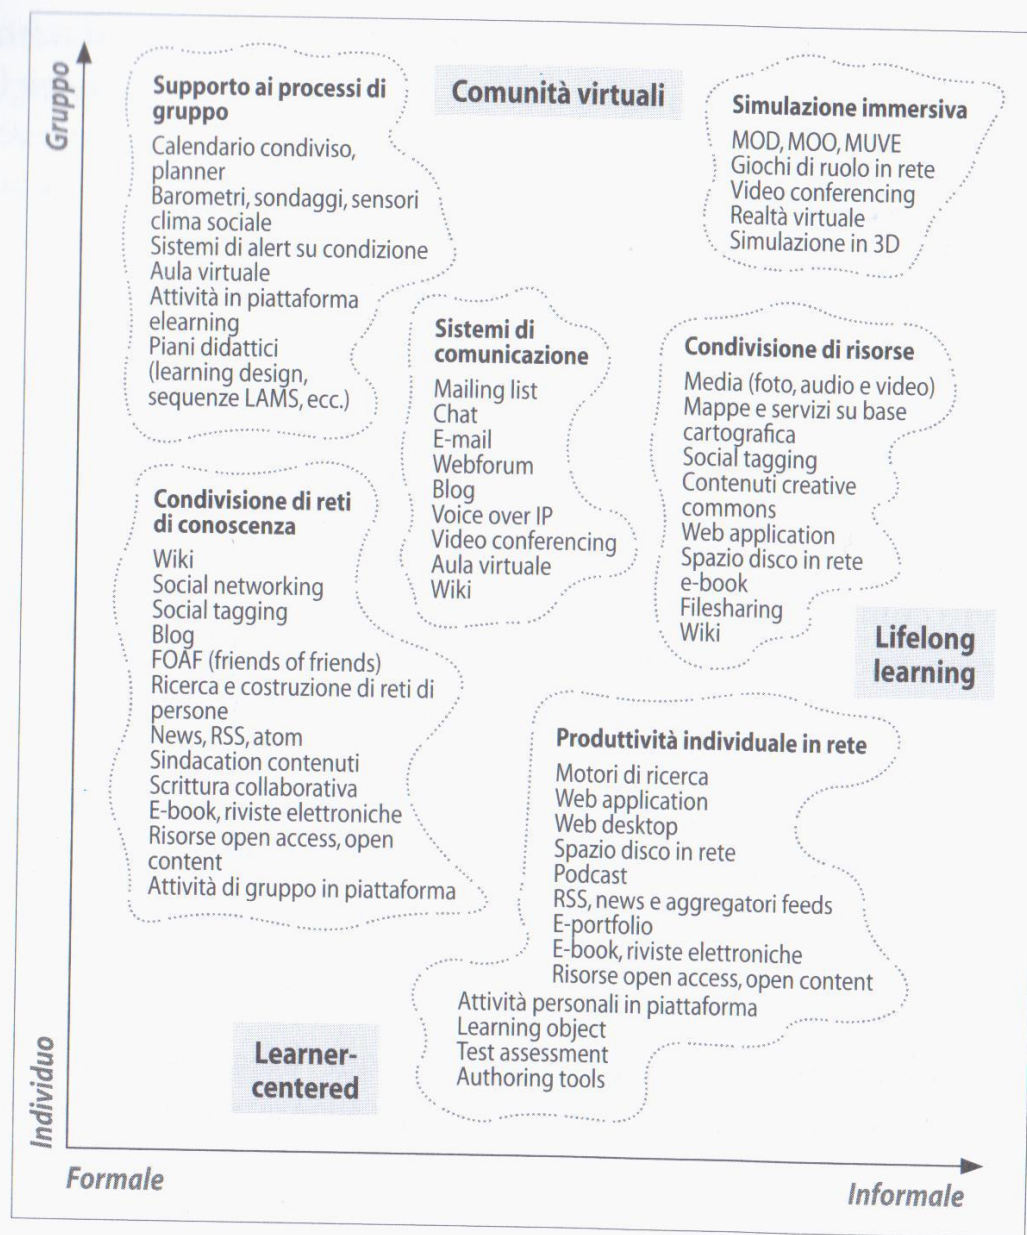 Gruppo
Supporto ai processi di
gruppo
Calendario condiviso,
planner
Barometri, sondaggi, sensori
clima sociale
Sistemi di alert su condizione
Aula virtuale
Attività in piattaforma
elearning
Piani didattici
(learning design,
sequenze LAMS, ecc.)
Comunità virtuali
Simulazione immersiva
MOD, MOO, MUVE
Giochi di ruolo in rete
Video conferencing
Realtà virtuale
Simulazione in 3D
Sistemi di
comunicazione
Mailing list
Chat
E-mail
Webforum
Blog
Voice over IP
Video conferencing
Aula virtuale
Wiki
Condivisione di risorse
Media (foto, audio e video)
Mappe e servizi su base
cartografica
Social tagging
Contenuti creative
commons
Web application
Spazio disco in rete
e-book
Filesharing
Wiki
Condivisione di reti
di conoscenza
Wiki
Social networking
Social tagging
Blog
FOAF (friends of friends)
Ricerca e costruzione di reti di
persone
News, RSS, atom
Sindacation contenuti
Scrittura collaborativa
E-book, riviste elettroniche
Risorse open access, open
content
Attività di gruppo in piattaforma
Lifelong
learning
Produttività individuale in rete
Motori di ricerca
Web application
Web desktop
Spazio disco in rete
Podcast
RSS, news e aggregatori feeds
E-portfolio
E-book, riviste elettroniche
Risorse open access, open content
Attività personali in piattaforma
Learning object
Test assessment
Authoring tools
Learner-
centered
Individuo
Formale
Informale